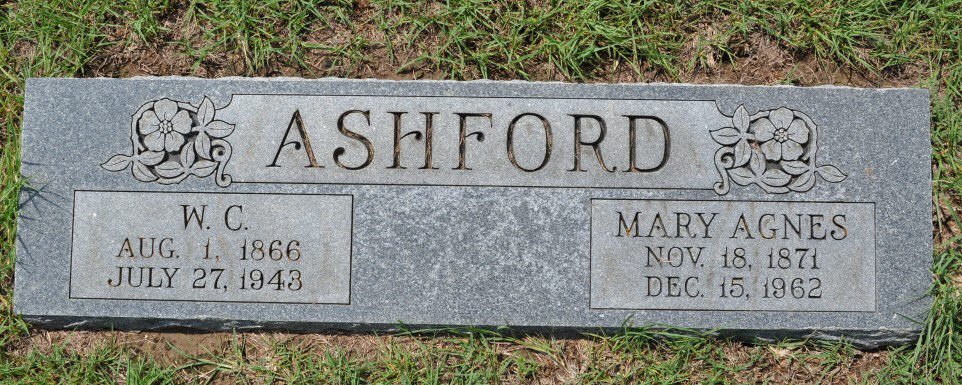 ASHFORD
W. C.
AUG. 1, 1866
JULY 27, 1943
MARY AGNES
NOV. 18, 1871
DEC. 15, 1962